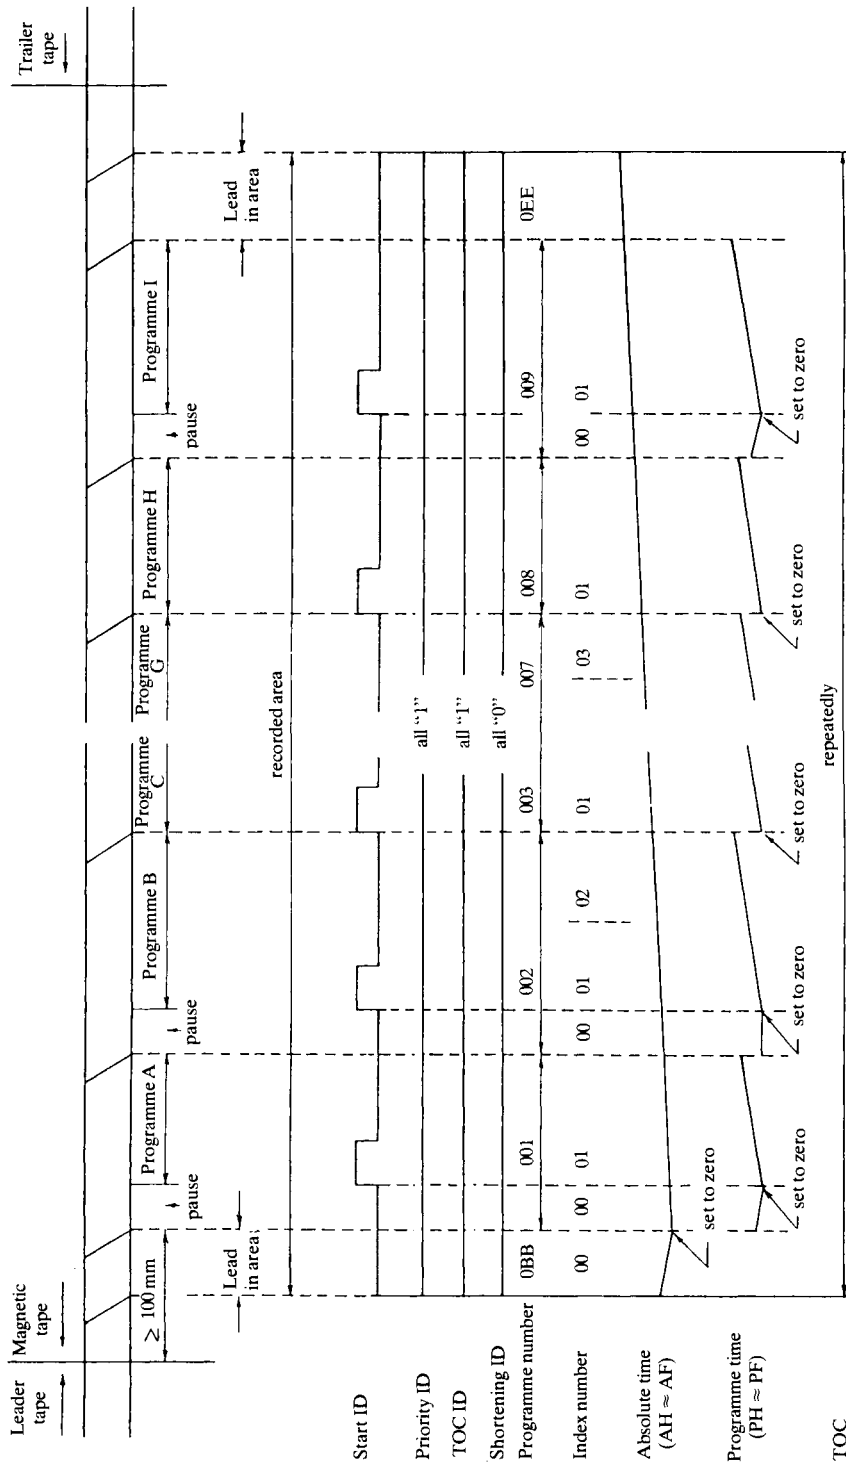 Leader
tape
Magnetic
tape
Trailer
tape
≥ 100 mm
pause
Programme A
pause
Programme B
Programme
C
Programme
G
Programme H
pause
Programme I
Lead
in area
Lead
in area
recorded area
Start ID
Priority ID
all “1”
TOC ID
all “1”
Shortening ID
all “0”
Programme number
0BB
001
002
003
007
008
009
0EE
Index number
00
00
01
00
01
02
01
03
01
00
01
Absolute time
(AH ≈ AF)
set to zero
Programme time
(PH ≈ PF)
set to zero
set to zero
set to zero
set to zero
set to zero
TOC
repeatedly